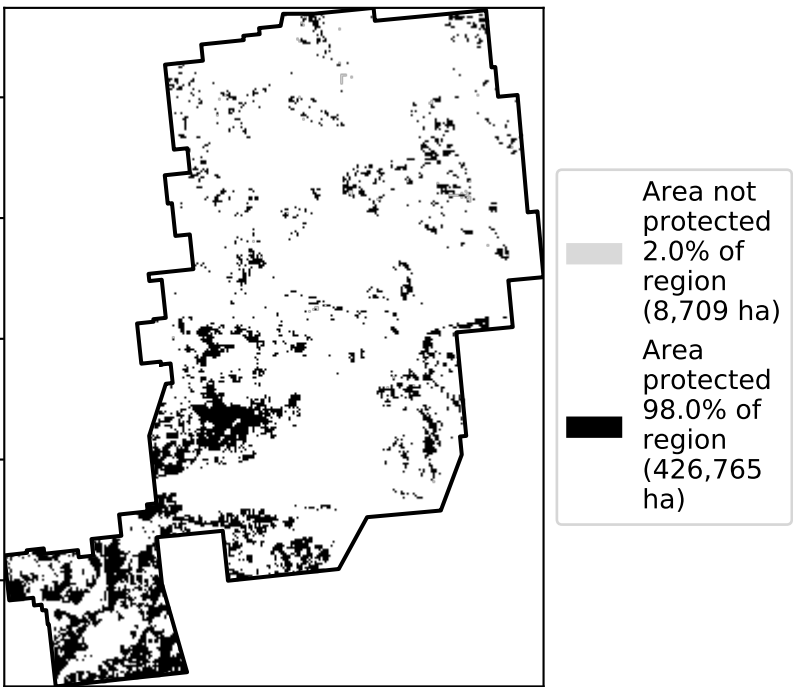 Area not
protected
2.0% of
region
(8,709 ha)
Area
protected
98.0% of
region
(426,765
ha)